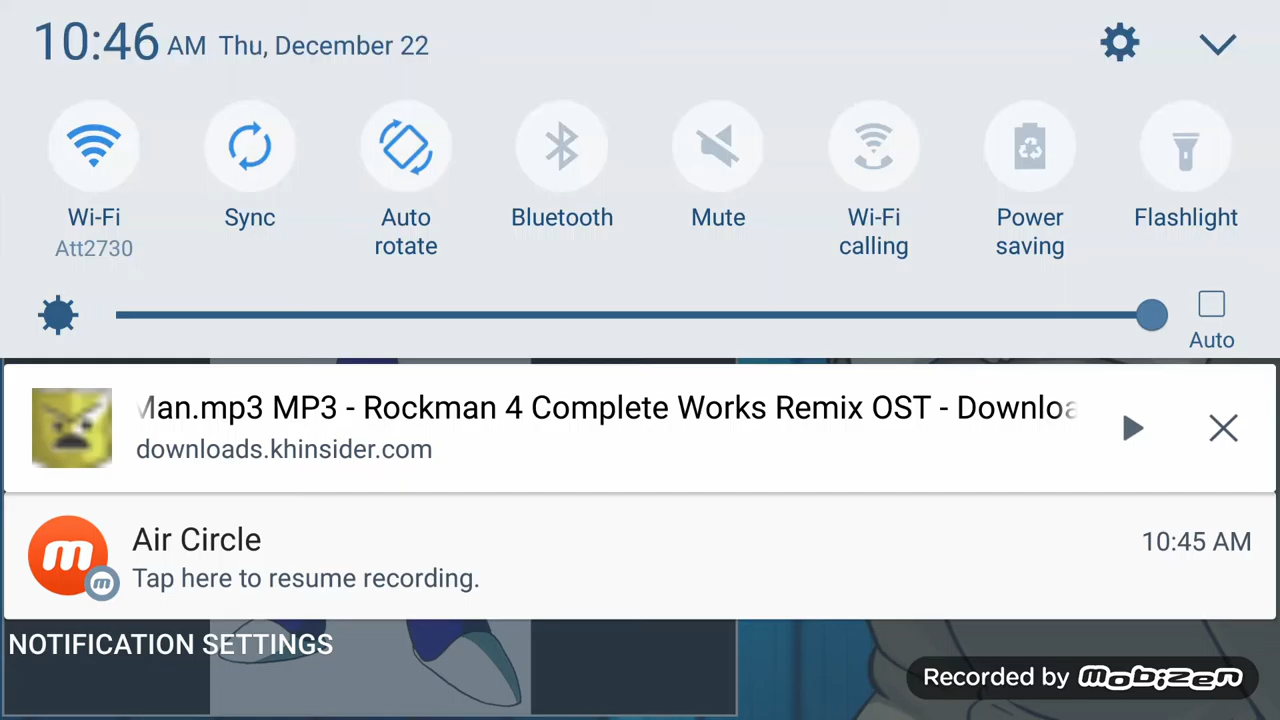 10:46 AM Thu, December 22
Wi-Fi
Att2730
Sync
Auto
rotate
Bluetooth
Mute
Wi-Fi
calling
Power
saving
Flashlight
Auto
Man.mp3 MP3 - Rockman 4 Complete Works Remix OST - Downloa
downloads.khinsider.com
m
Air Circle
10:45 AM
m
Tap here to resume recording.
NOTIFICATION SETTINGS
Recorded by Mobizen